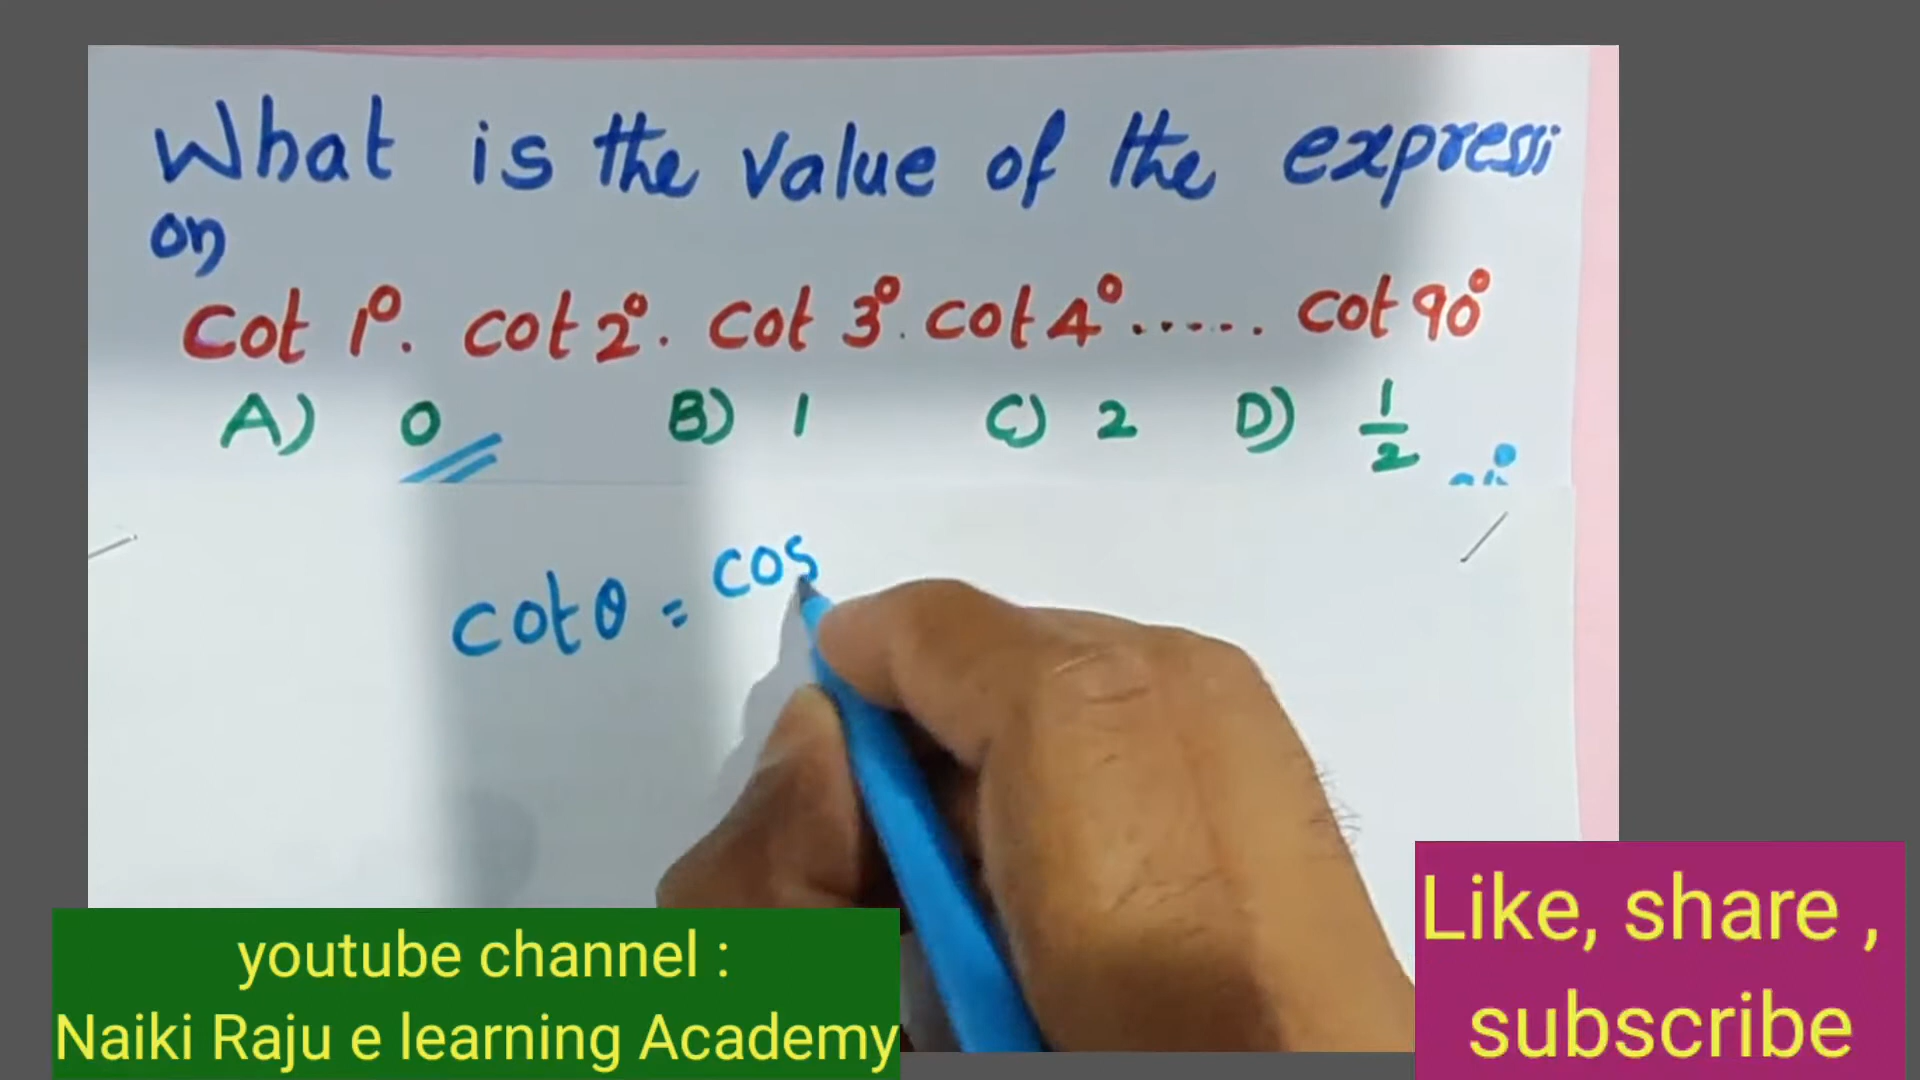 What is the value of the expressi
on
Cot 1°. cot 2°. cot 3°. cot 4°...... cot 90°
A) 0 B) 1 C) 2 D) 1/2
cot θ = cos
youtube channel :
Naiki Raju e learning Academy
Like, share ,
subscribe